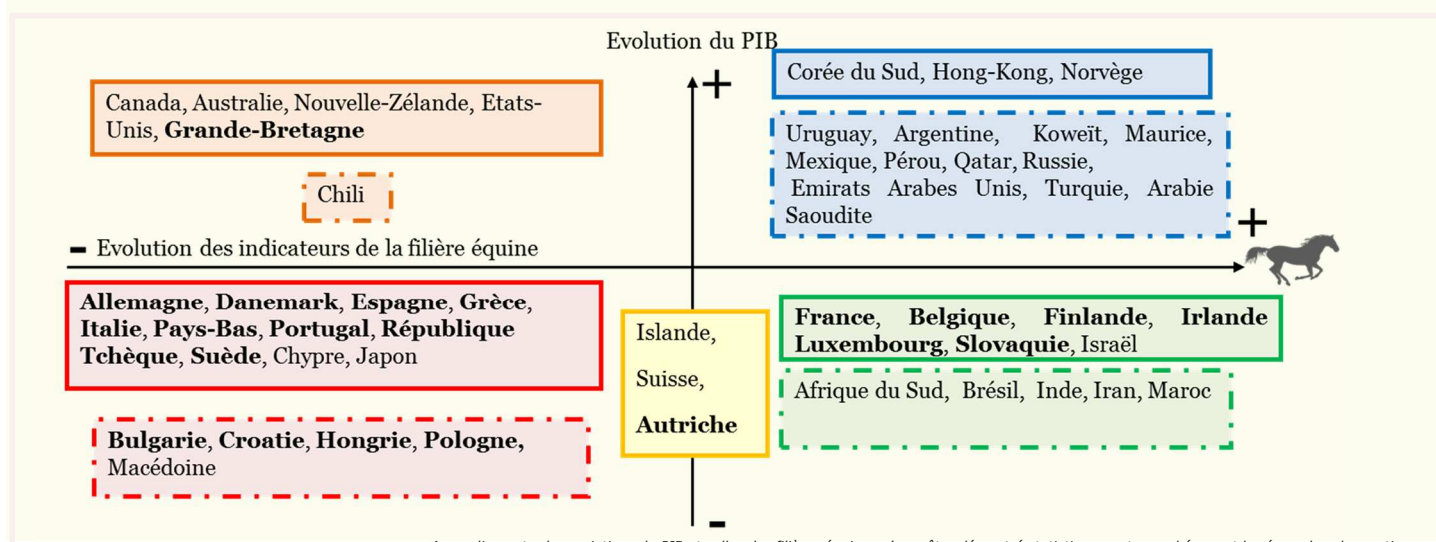 Evolution du PIB
+
Canada, Australie, Nouvelle-Zélande, Etats-
Unis, Grande-Bretagne
Chili
Corée du Sud, Hong-Kong, Norvège
Uruguay, Argentine, Koweït, Maurice,
Mexique, Pérou, Qatar, Russie,
Emirats Arabes Unis, Turquie, Arabie
Saoudite
- Evolution des indicateurs de la filière équine
+
Allemagne, Danemark, Espagne, Grèce,
Italie, Pays-Bas, Portugal, République
Tchèque, Suède, Chypre, Japon
Bulgarie, Croatie, Hongrie, Pologne,
Macédoine
Islande,
Suisse,
Autriche
France, Belgique, Finlande, Irlande
Luxembourg, Slovaquie, Israël
Afrique du Sud, Brésil, Inde, Iran, Maroc
-